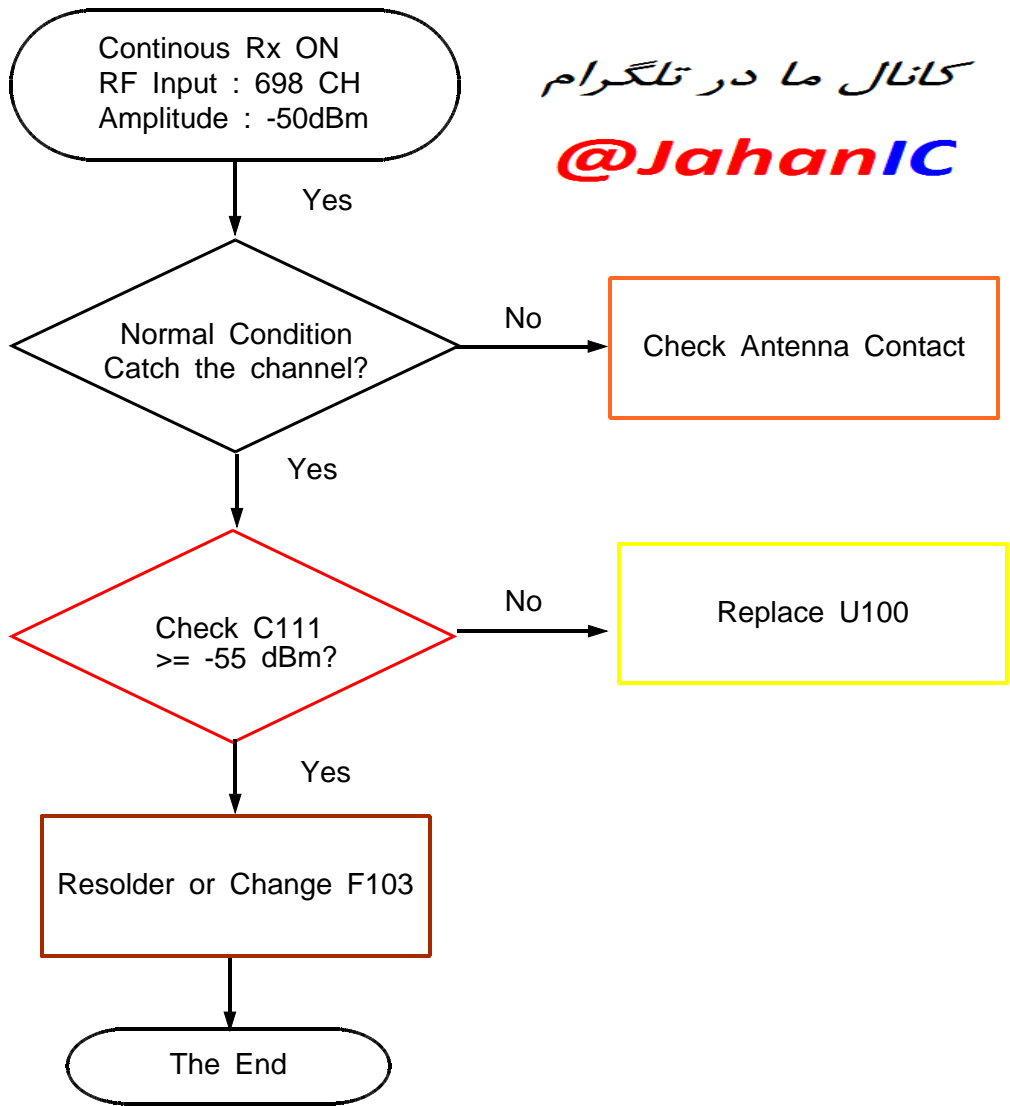 Continous Rx ON
RF Input : 698 CH
Amplitude : -50dBm
کانال ما در تلگرام
@JahanIC
Yes
Normal Condition
Catch the channel?
No
Check Antenna Contact
Yes
Check C111
>= -55 dBm?
No
Replace U100
Yes
Resolder or Change F103
The End